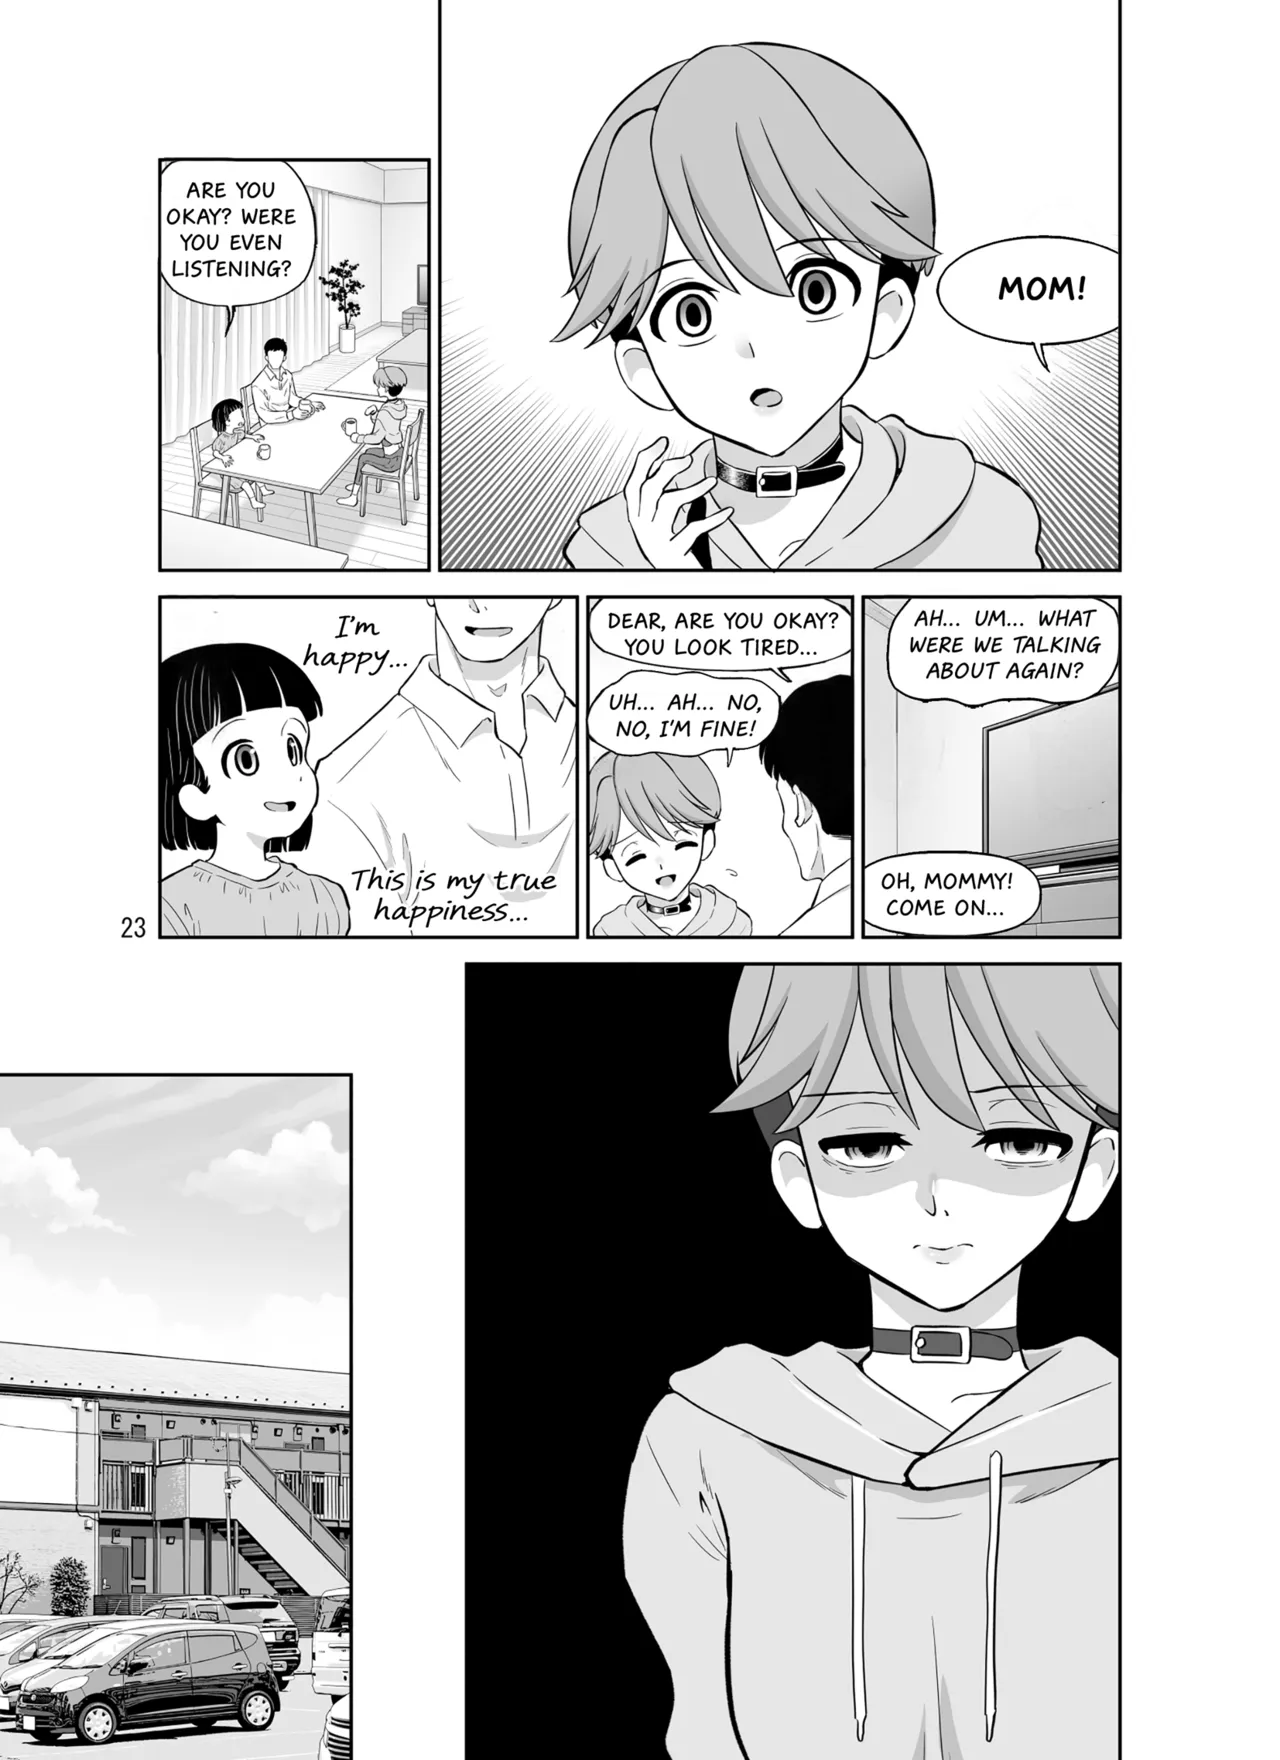 MOM!
ARE YOU
OKAY? WERE
YOU EVEN
LISTENING?
AH... UM... WHAT
WERE WE TALKING
ABOUT AGAIN?
OH, MOMMY!
COME ON...
DEAR, ARE YOU OKAY?
YOU LOOK TIRED...
UH... AH... NO,
NO, I'M FINE!
I'm
happy...
This is my true
happiness...
23